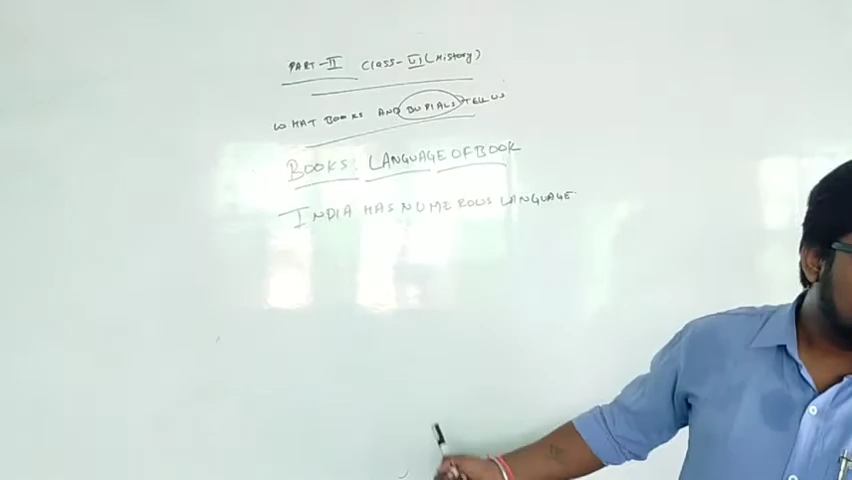 PART-II Class-VI (History)
WHAT BOOKS AND BURIALS TELL US
BOOKS: LANGUAGE OF BOOK
INDIA HAS NUMEROUS LANGUAGE.